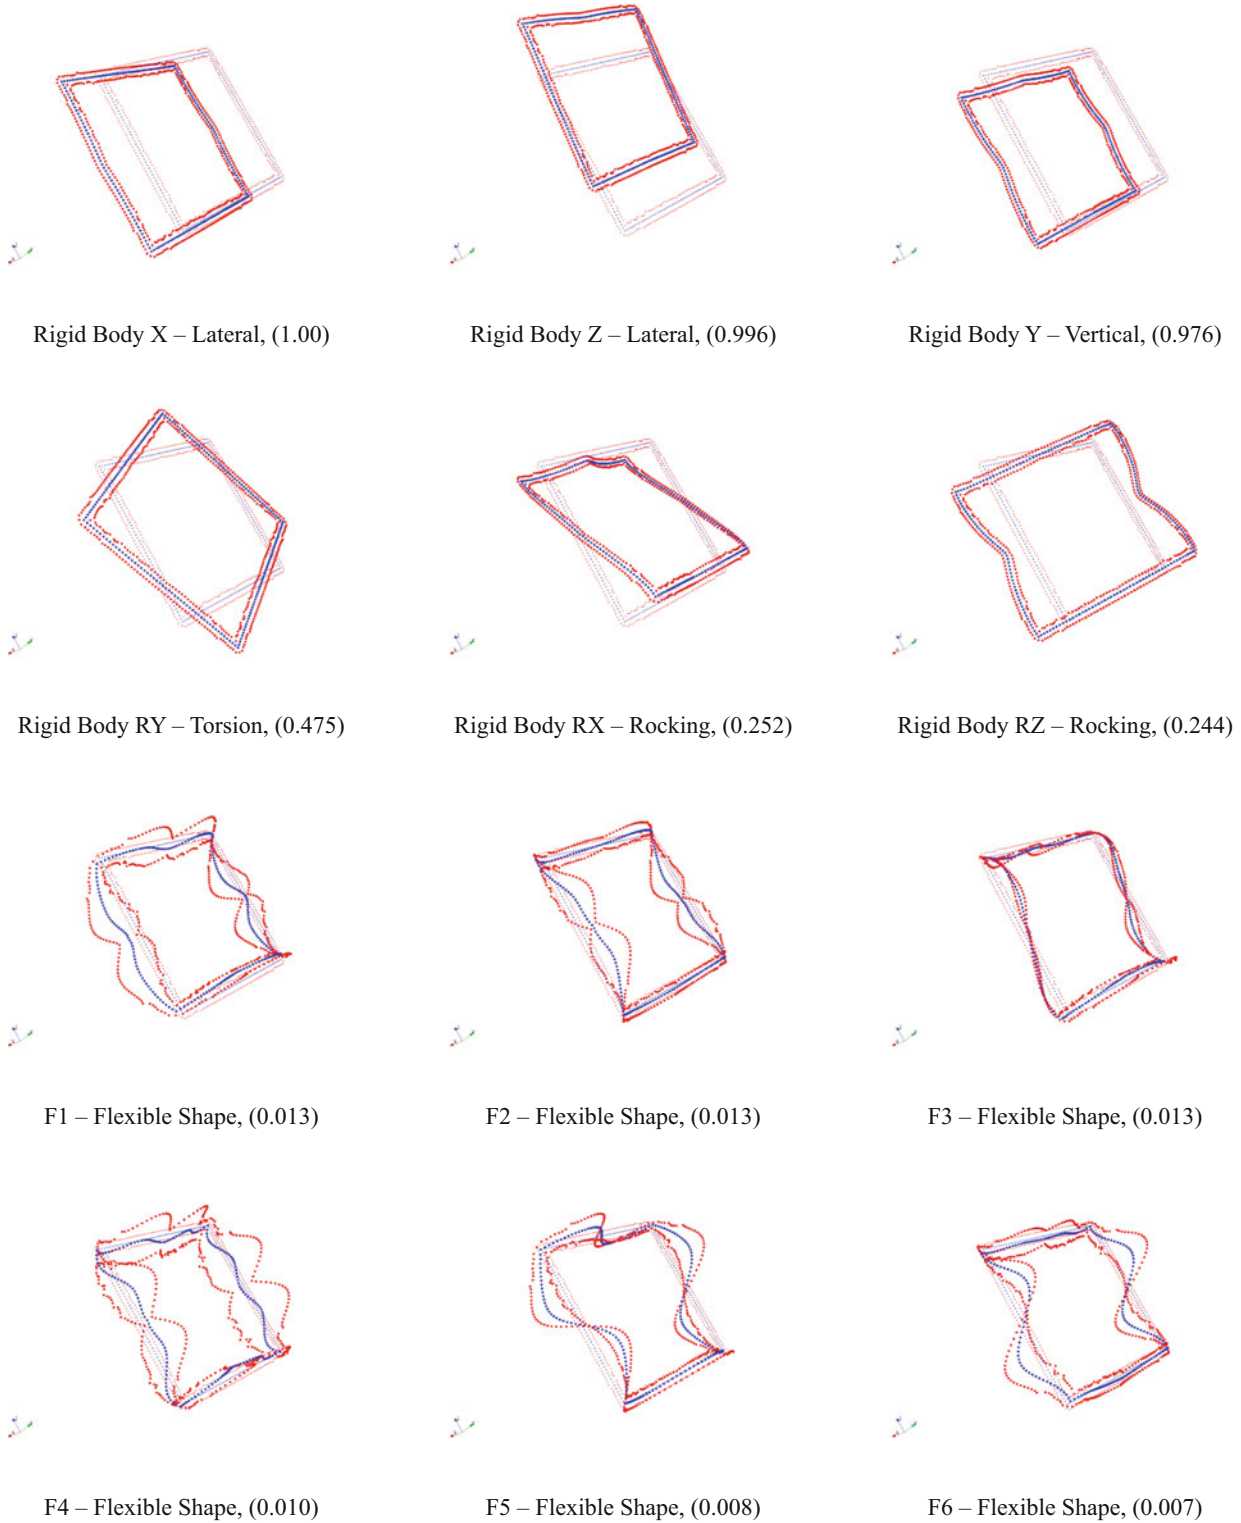 Rigid Body X – Lateral, (1.00)
Rigid Body Z – Lateral, (0.996)
Rigid Body Y – Vertical, (0.976)
Rigid Body RY – Torsion, (0.475)
Rigid Body RX – Rocking, (0.252)
Rigid Body RZ – Rocking, (0.244)
F1 – Flexible Shape, (0.013)
F2 – Flexible Shape, (0.013)
F3 – Flexible Shape, (0.013)
F4 – Flexible Shape, (0.010)
F5 – Flexible Shape, (0.008)
F6 – Flexible Shape, (0.007)